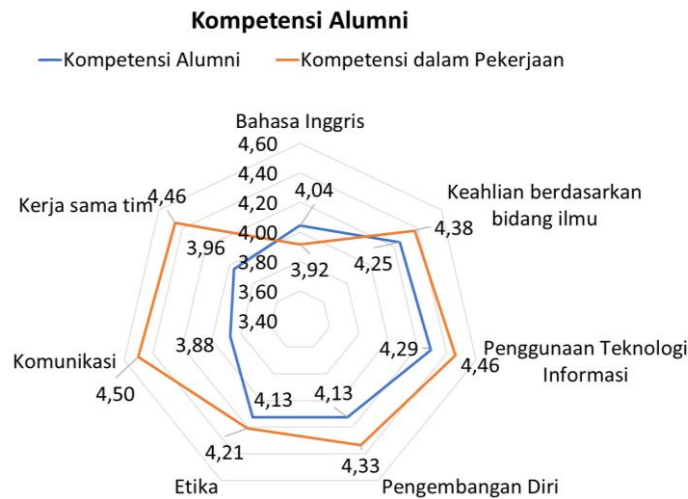 Kompetensi Alumni
Kompetensi Alumni
Kompetensi dalam Pekerjaan
Bahasa Inggris
4,60
4,40
4,20
4,00
3,80
3,60
3,40
4,04
3,92
Keahlian berdasarkan
bidang ilmu
4,38
4,25
Penggunaan Teknologi
Informasi
4,29
4,46
Pengembangan Diri
4,13
4,33
Etika
4,13
4,21
Komunikasi
3,88
4,50
Kerja sama tim
4,46
3,96